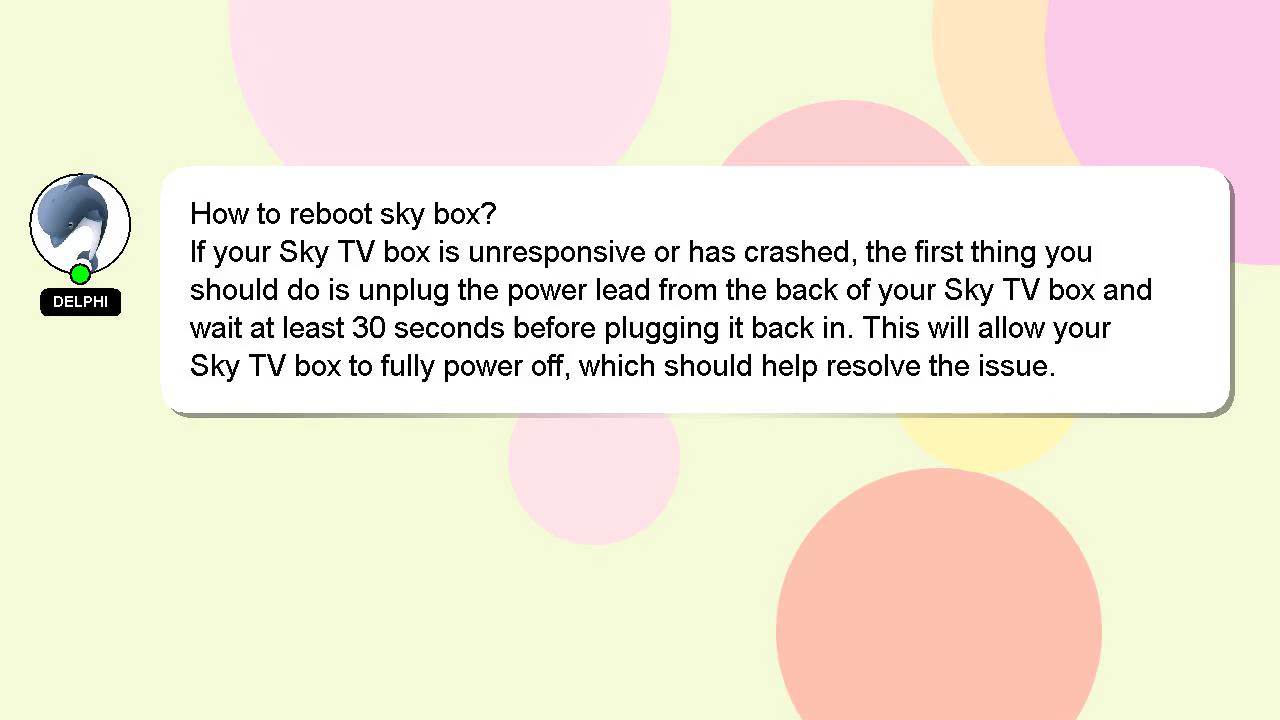 How to reboot sky box?
If your Sky TV box is unresponsive or has crashed, the first thing you
should do is unplug the power lead from the back of your Sky TV box and
wait at least 30 seconds before plugging it back in. This will allow your
Sky TV box to fully power off, which should help resolve the issue.
DELPHI